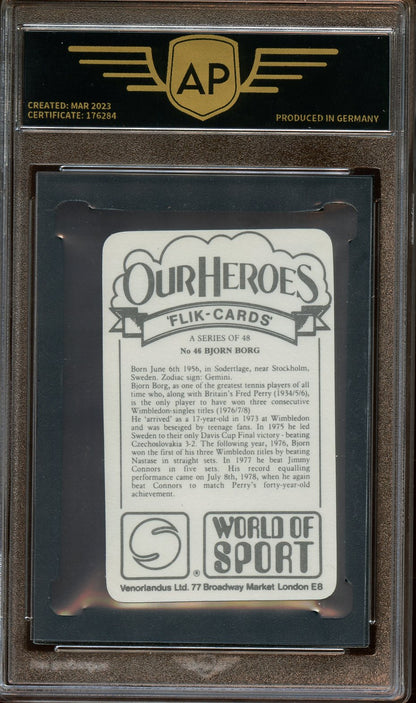 AP
CREATED: MAR 2023
CERTIFICATE: 176284
PRODUCED IN GERMANY
OUR HEROES
'FLIK-CARDS'
A SERIES OF 48
No 46 BJORN BORG
Born June 6th 1956, in Sodertlage, near Stockholm,
Sweden. Zodiac sign: Gemini.
Bjorn Borg, as one of the greatest tennis players of all
time who, along with Britain's Fred Perry (1934/5/6),
is the only player to have won three consecutive
Wimbledon singles titles (1976/7/8)
He 'arrived' as a 17-year-old in 1973 at Wimbledon
and was beseiged by teenage fans. In 1975 he led
Sweden to their only Davis Cup Final victory - beating
Czechoslovakia 3-2. The following year, 1976, Bjorn
won the first of his three Wimbledon titles by beating
Nastase in straight sets. In 1977 he beat Jimmy
Connors in five sets. His record equalling
performance came on July 8th, 1978, when he again
beat Connors to match Perry's forty-year-old
achievement.
®
WORLD OF
SPORT
Venorlandus Ltd. 77 Broadway Market London E8